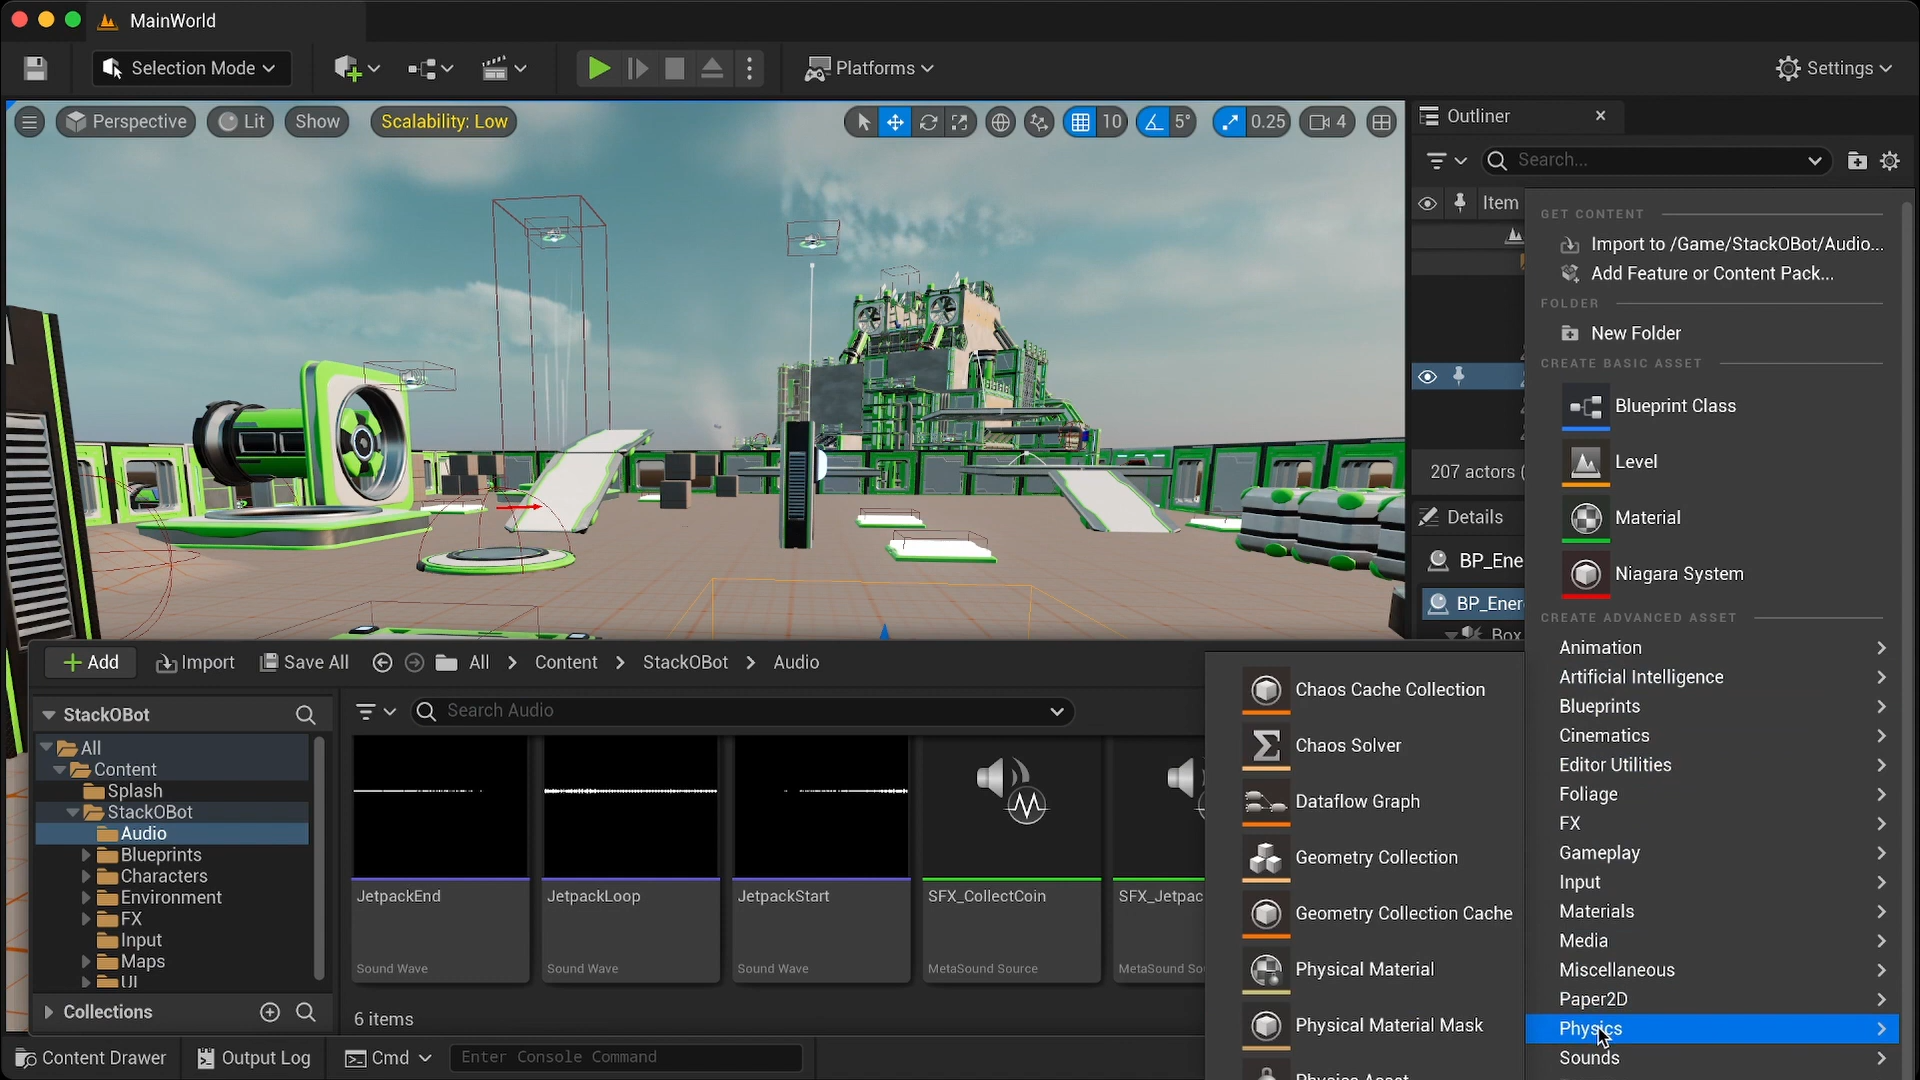 MainWorld
Selection Mode
Platforms
Settings
Perspective
Lit
Show
Scalability: Low
10
5°
0.25
4
Outliner
Search...
Item
207 actors (
Details
BP_Ene
BP_Ener
Box
GET CONTENT
Import to /Game/StackOBot/Audio...
Add Feature or Content Pack...
FOLDER
New Folder
CREATE BASIC ASSET
Blueprint Class
Level
Material
Niagara System
CREATE ADVANCED ASSET
Animation
Artificial Intelligence
Blueprints
Cinematics
Editor Utilities
Foliage
FX
Gameplay
Input
Materials
Media
Miscellaneous
Paper2D
Physics
Sounds
Chaos Cache Collection
Chaos Solver
Dataflow Graph
Geometry Collection
Geometry Collection Cache
Physical Material
Physical Material Mask
Physics Asset
Add
Import
Save All
All
Content
StackOBot
Audio
StackOBot
All
Content
Splash
StackOBot
Audio
Blueprints
Characters
Environment
FX
Input
Maps
UI
Collections
Search Audio
JetpackEnd
Sound Wave
JetpackLoop
Sound Wave
JetpackStart
Sound Wave
SFX_CollectCoin
MetaSound Source
SFX_Jetpac
MetaSound So
6 items
Content Drawer
Output Log
Cmd
Enter Console Command